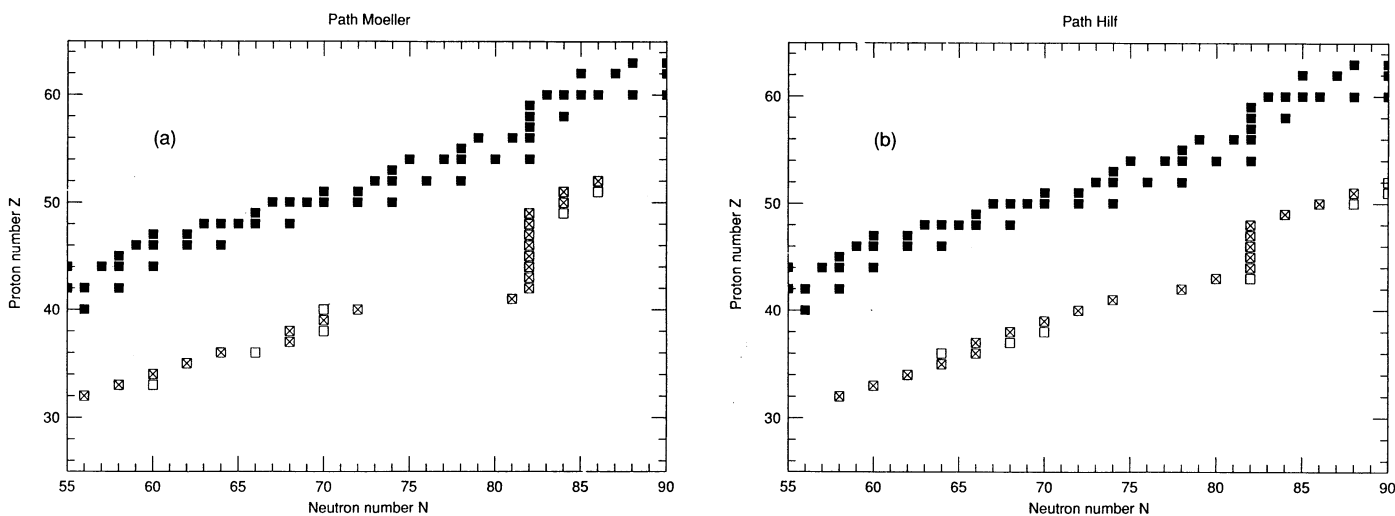 Path Moeller
(a)
Proton number Z
60
50
40
30
55 60 65 70 75 80 85 90
Neutron number N
Path Hilf
(b)
Proton number Z
60
50
40
30
55 60 65 70 75 80 85 90
Neutron number N